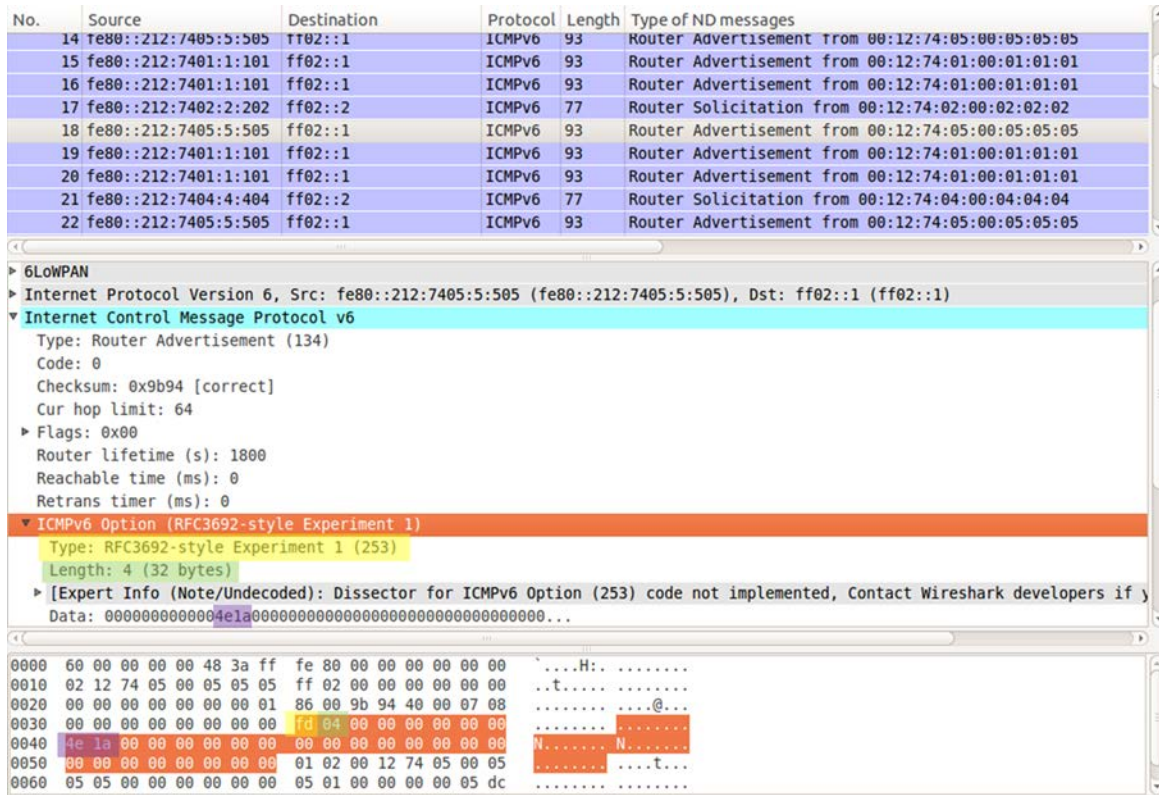 No. Source Destination Protocol Length Type of ND messages
14 fe80::212:7405:5:505 ff02::1 ICMPv6 93 Router Advertisement from 00:12:74:05:00:05:05:05
15 fe80::212:7401:1:101 ff02::1 ICMPv6 93 Router Advertisement from 00:12:74:01:00:01:01:01
16 fe80::212:7401:1:101 ff02::1 ICMPv6 93 Router Advertisement from 00:12:74:01:00:01:01:01
17 fe80::212:7402:2:202 ff02::2 ICMPv6 77 Router Solicitation from 00:12:74:02:00:02:02:02
18 fe80::212:7405:5:505 ff02::1 ICMPv6 93 Router Advertisement from 00:12:74:05:00:05:05:05
19 fe80::212:7401:1:101 ff02::1 ICMPv6 93 Router Advertisement from 00:12:74:01:00:01:01:01
20 fe80::212:7401:1:101 ff02::1 ICMPv6 93 Router Advertisement from 00:12:74:01:00:01:01:01
21 fe80::212:7404:4:404 ff02::2 ICMPv6 77 Router Solicitation from 00:12:74:04:00:04:04:04
22 fe80::212:7405:5:505 ff02::1 ICMPv6 93 Router Advertisement from 00:12:74:05:00:05:05:05
6LoWPAN
Internet Protocol Version 6, Src: fe80::212:7405:5:505 (fe80::212:7405:5:505), Dst: ff02::1 (ff02::1)
Internet Control Message Protocol v6
Type: Router Advertisement (134)
Code: 0
Checksum: 0x9b94 [correct]
Cur hop limit: 64
Flags: 0x00
Router lifetime (s): 1800
Reachable time (ms): 0
Retrans timer (ms): 0
ICMPv6 Option (RFC3692-style Experiment 1)
Type: RFC3692-style Experiment 1 (253)
Length: 4 (32 bytes)
[Expert Info (Note/Undecoded): Dissector for ICMPv6 Option (253) code not implemented, Contact Wireshark developers if y
Data: 0000000000004e1a00000000000000000000000000000000...
0000 60 00 00 00 00 48 3a ff fe 80 00 00 00 00 00 00 `....H:. ........
0010 02 12 74 05 00 05 05 05 ff 02 00 00 00 00 00 00 ..t..... ........
0020 00 00 00 00 00 00 00 01 86 00 9b 94 40 00 07 08 ........ ....@...
0030 00 00 00 00 00 00 00 00 fd 04 00 00 00 00 00 00 ........ ........
0040 4e 1a 00 00 00 00 00 00 00 00 00 00 00 00 00 00 N....... N.......
0050 00 00 00 00 00 00 00 00 01 02 00 12 74 05 00 05 ........ ....t...
0060 05 05 00 00 00 00 00 00 05 01 00 00 00 00 05 dc ........ ........